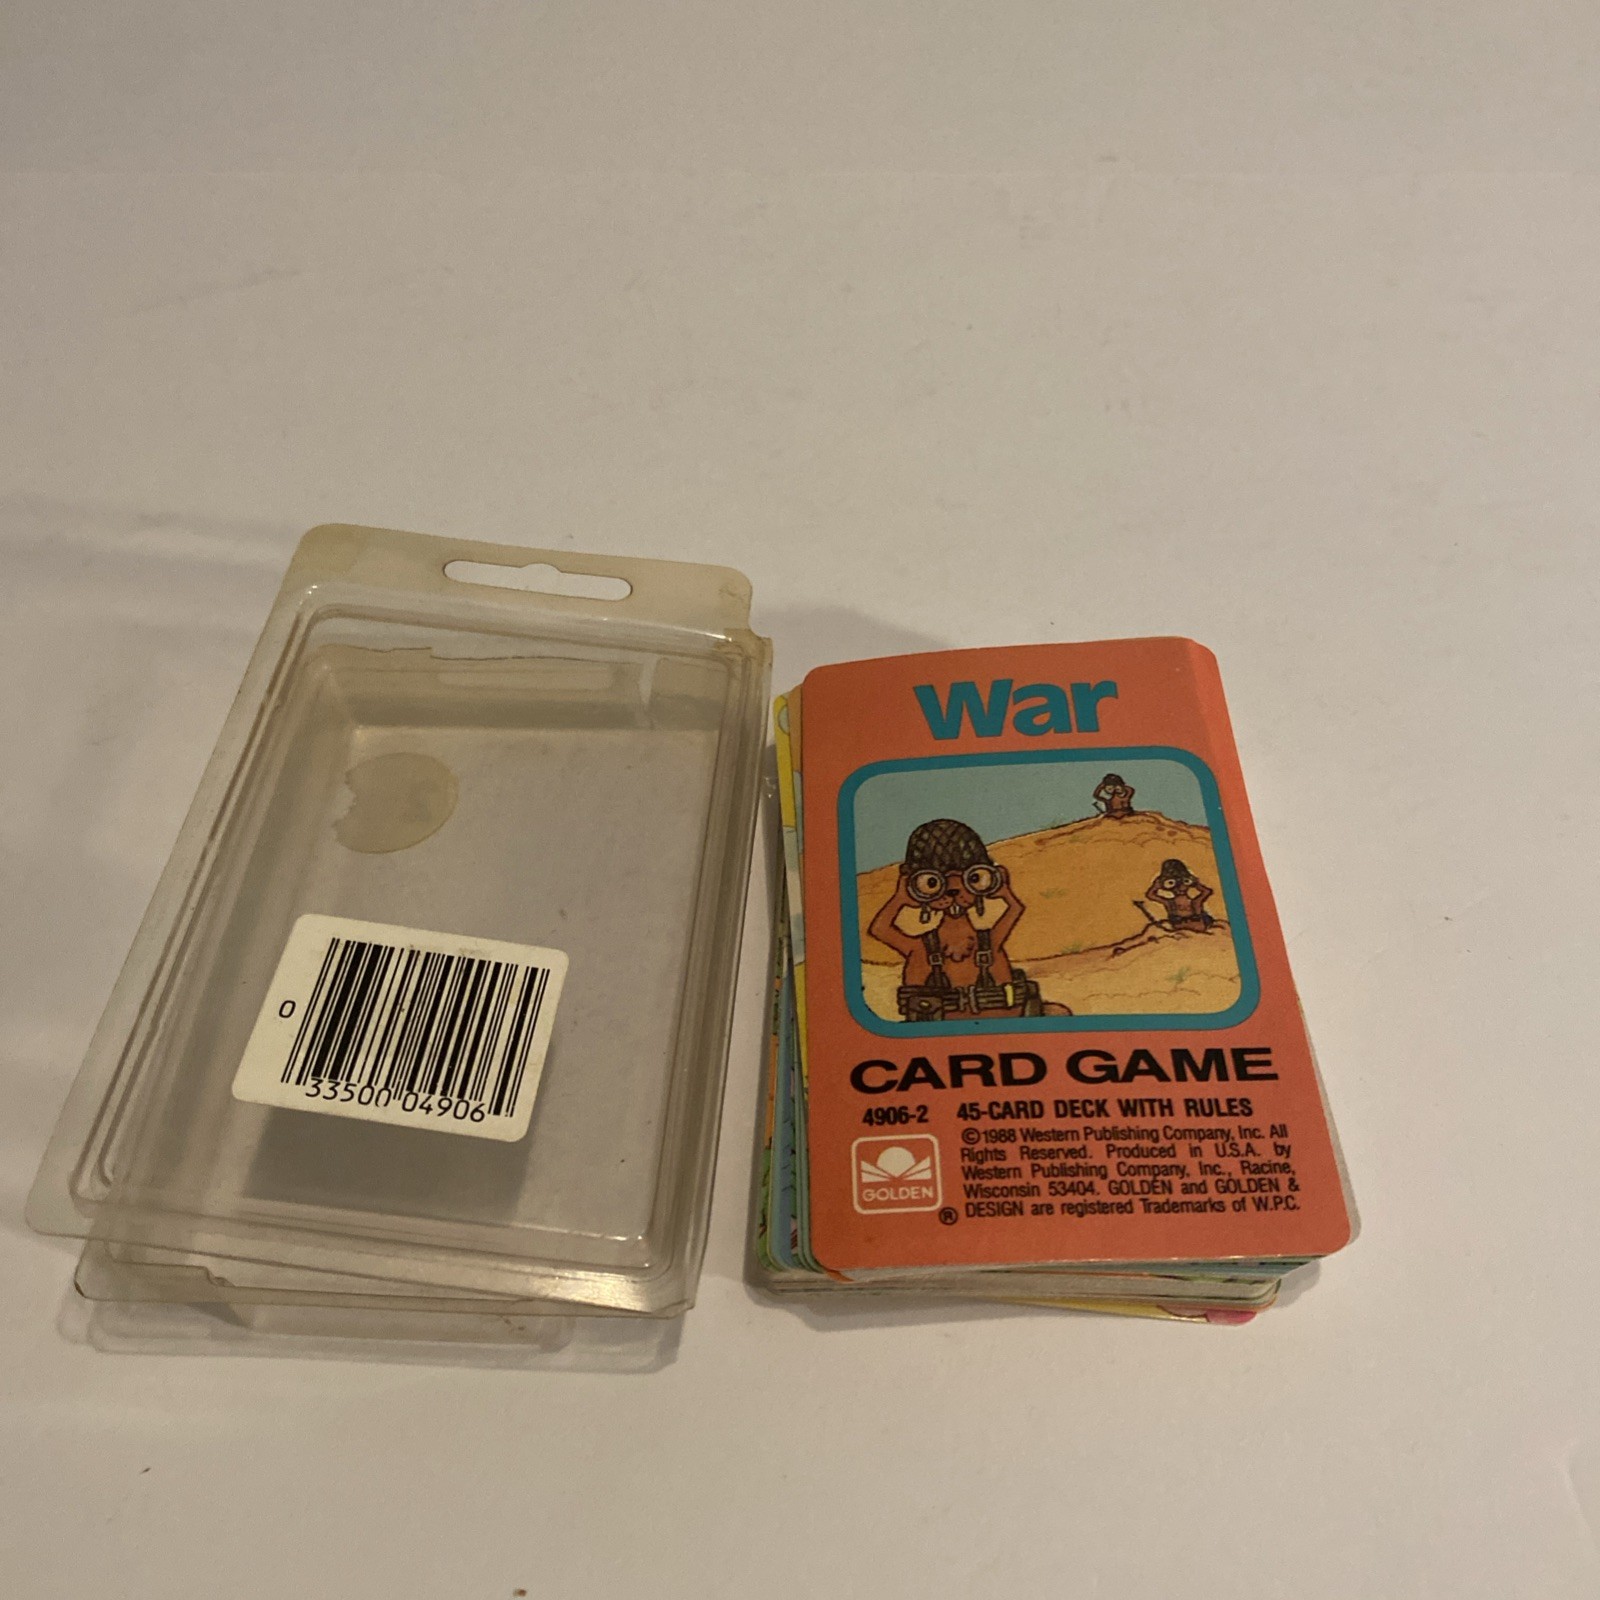 0
33500 04906
War
CARD GAME
4906-2 45-CARD DECK WITH RULES
©1988 Western Publishing Company, Inc. All
Rights Reserved. Produced in U.S.A. by
Western Publishing Company, Inc., Racine,
Wisconsin 53404. GOLDEN and GOLDEN &
DESIGN are registered Trademarks of W.P.C.
GOLDEN
®